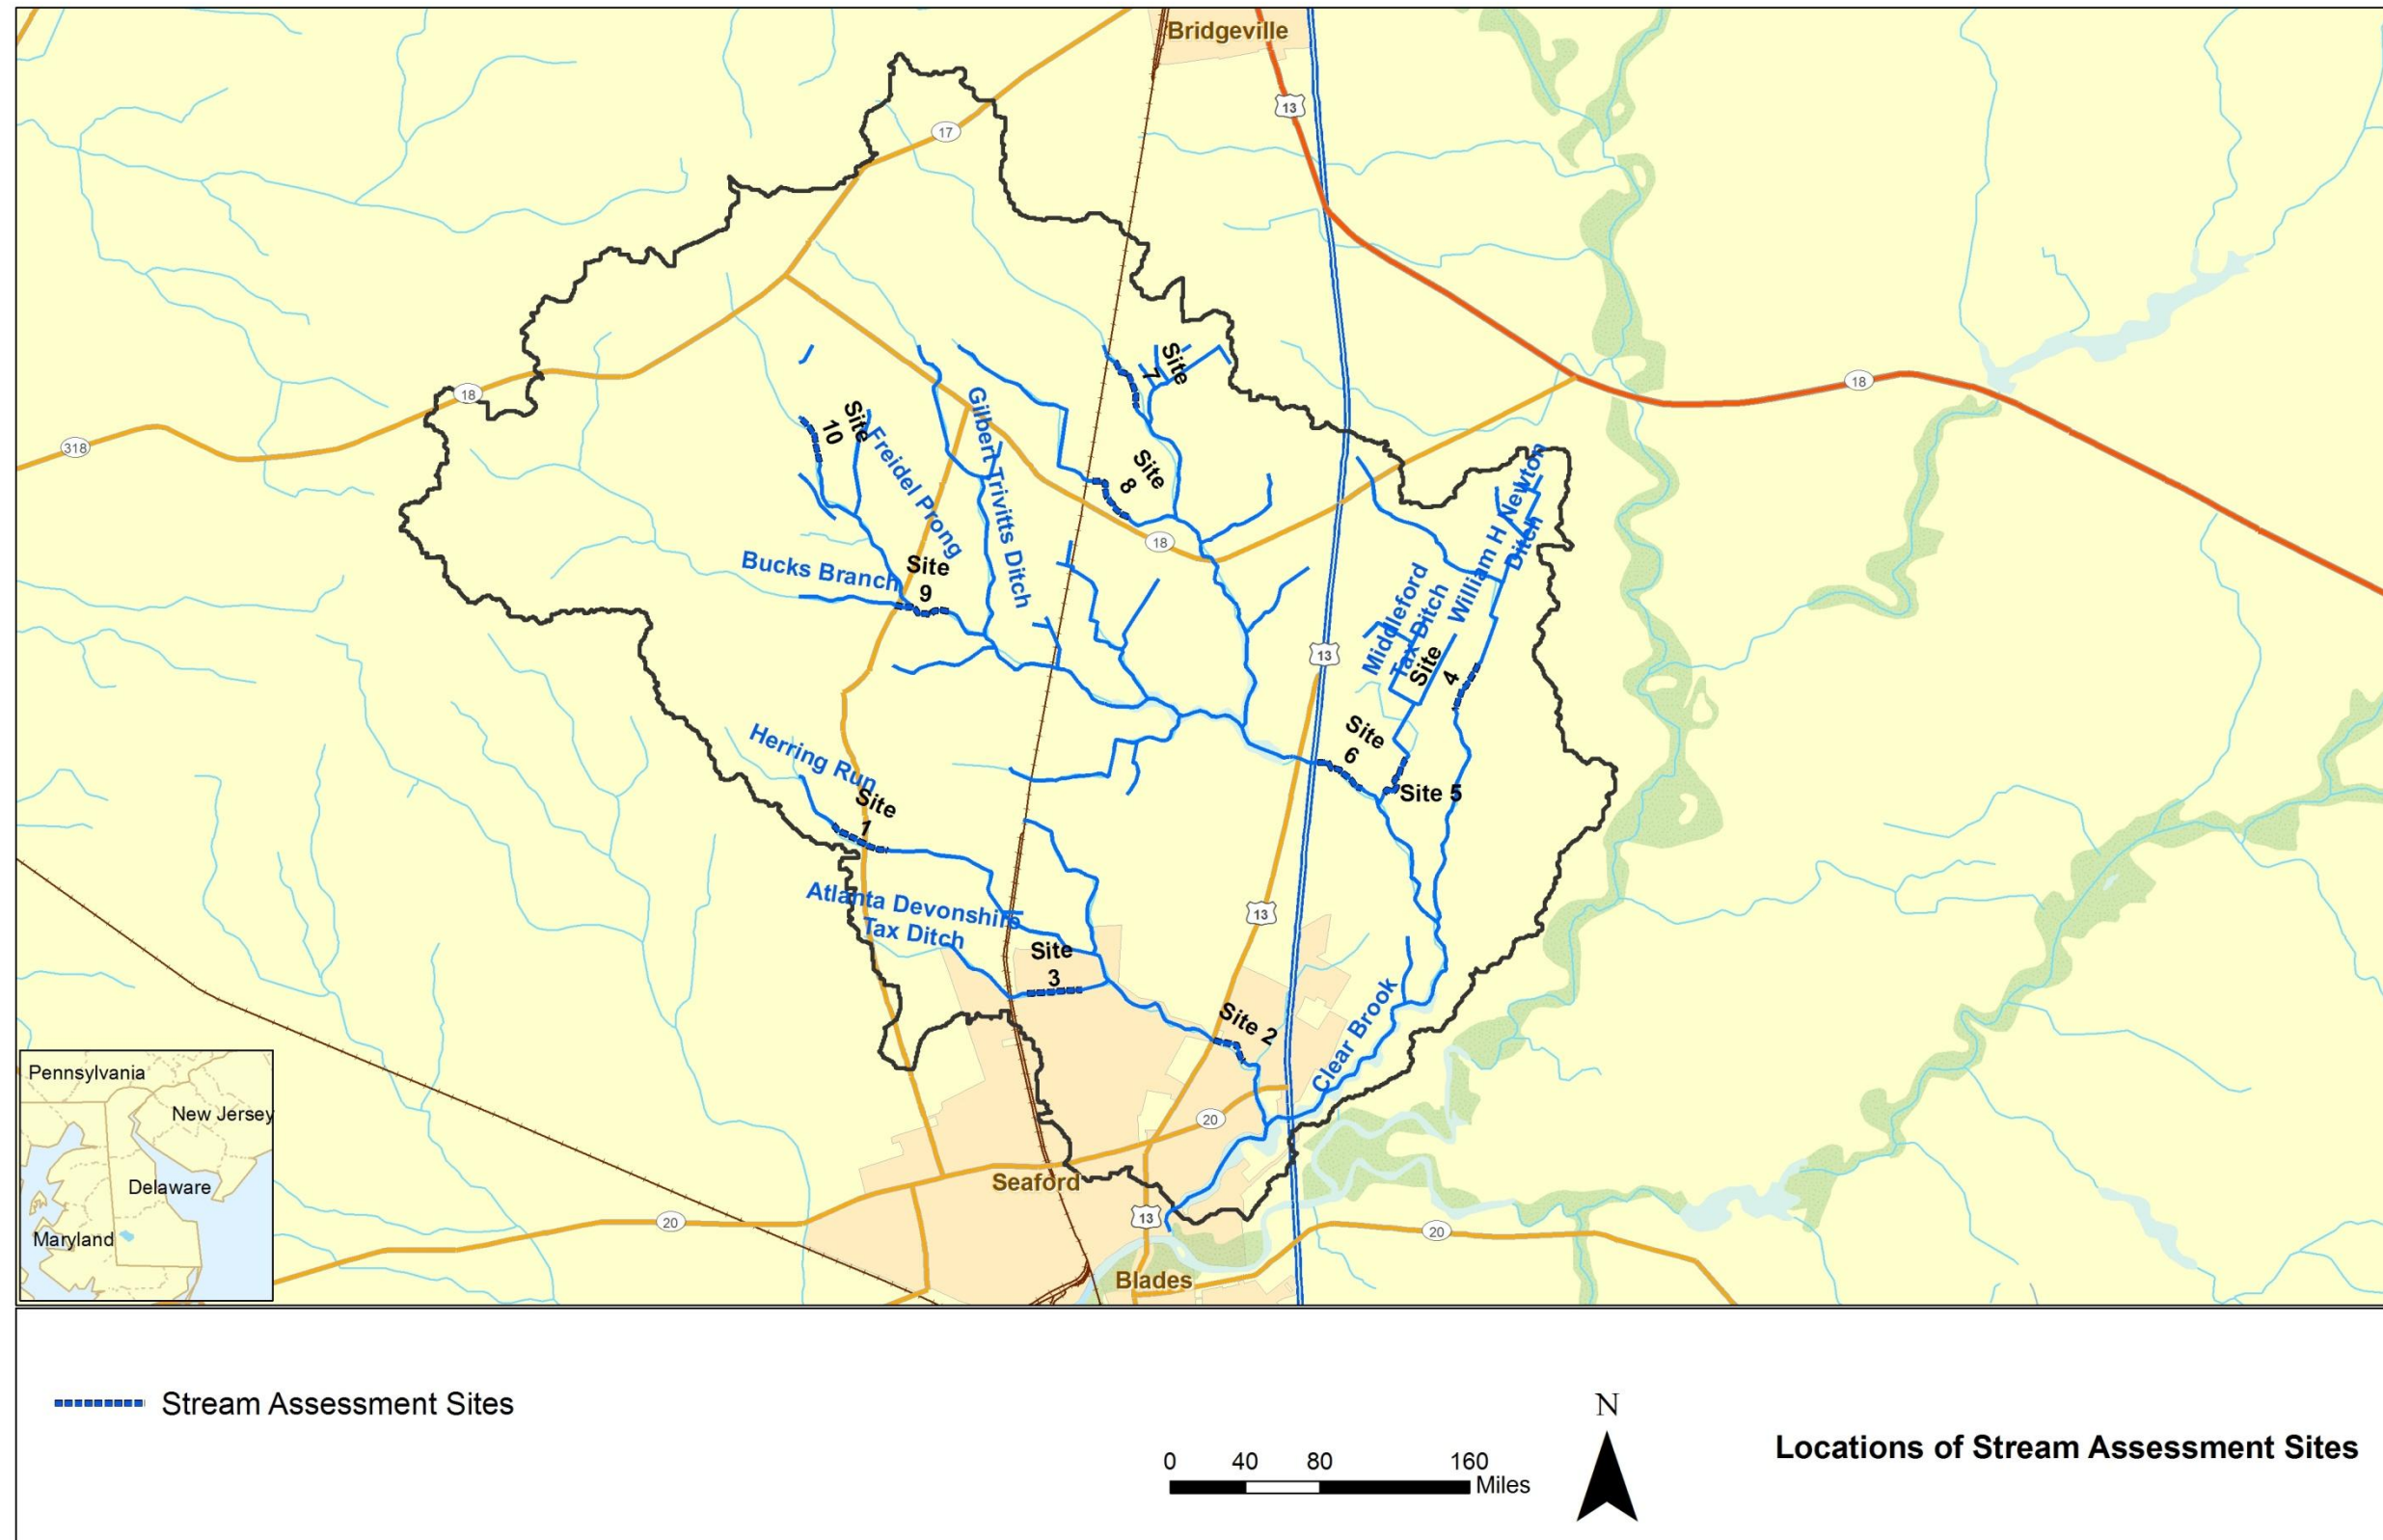 Bridgeville
13
17
Site
7
18
318
18
Site
10
Freidel Prong
Gilbert Trivitts Ditch
Site
8
18
William H Newton
Ditch
Bucks Branch
Site
9
Middleford
Tax Ditch
Site
4
13
Site
6
Site 5
Herring Run
Site
1
Atlanta Devonshire
Tax Ditch
13
Site
3
Site 2
Clear Brook
20
Seaford
13
20
20
Blades
Pennsylvania
New Jersey
Delaware
Maryland
Stream Assessment Sites
0 40 80 160
Miles
N
Locations of Stream Assessment Sites